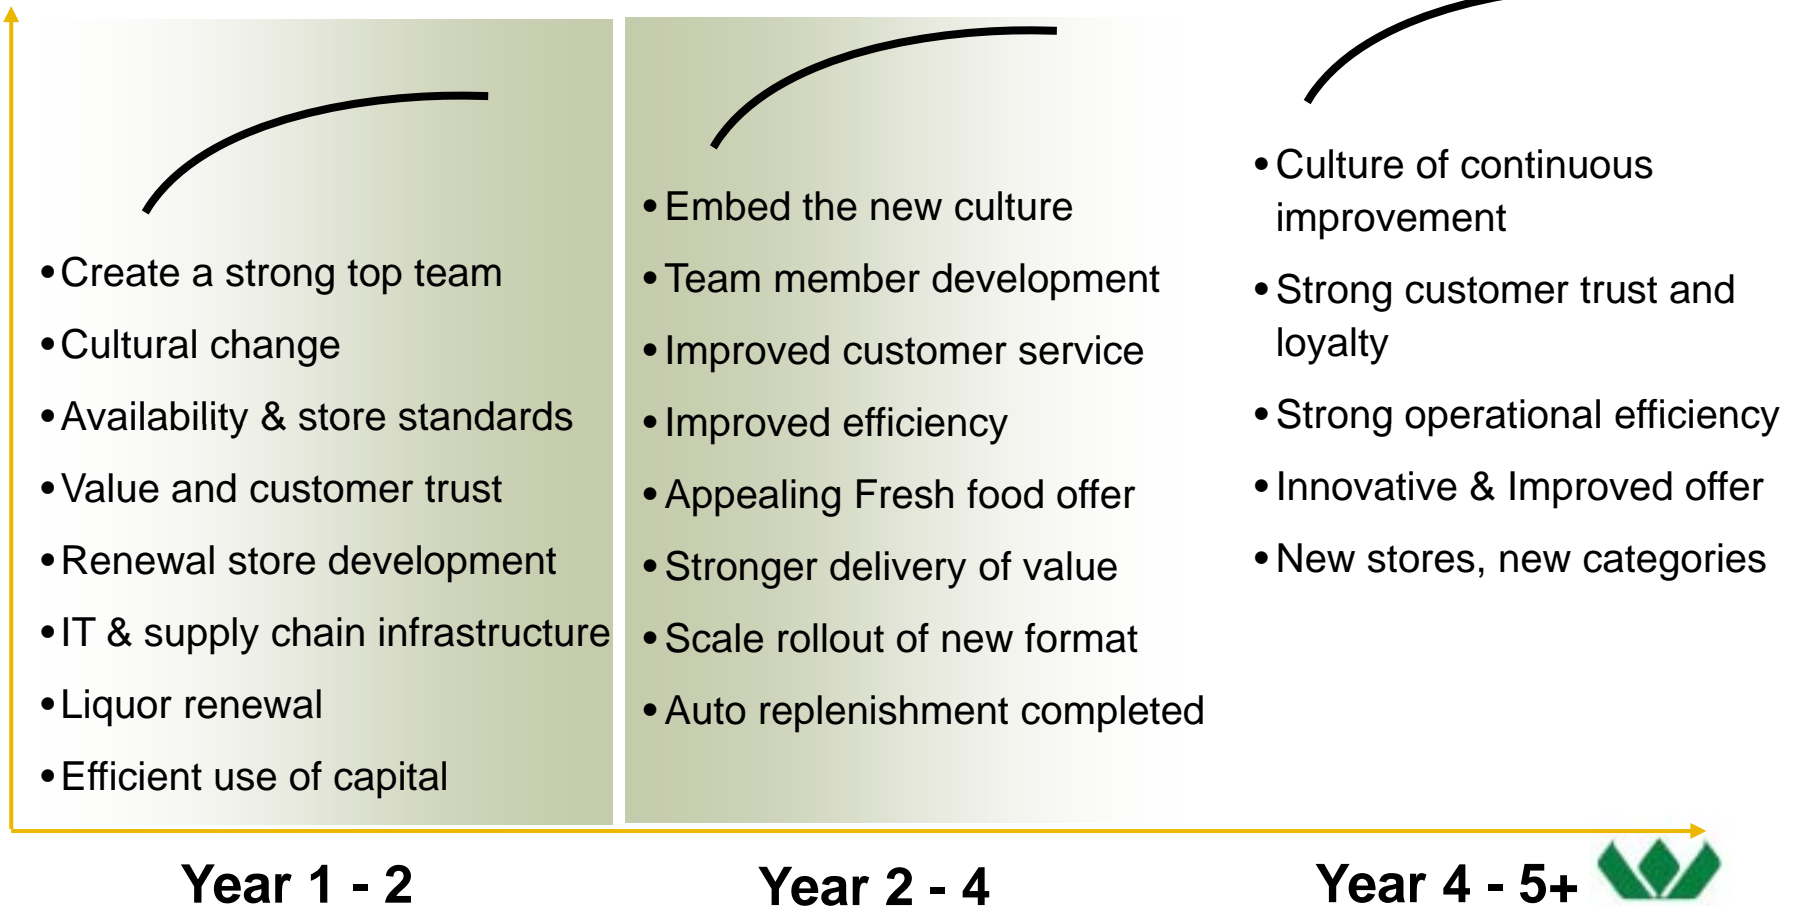 • Create a strong top team
• Cultural change
• Availability & store standards
• Value and customer trust
• Renewal store development
• IT & supply chain infrastructure
• Liquor renewal
• Efficient use of capital
Year 1 - 2
• Embed the new culture
• Team member development
• Improved customer service
• Improved efficiency
• Appealing Fresh food offer
• Stronger delivery of value
• Scale rollout of new format
• Auto replenishment completed
Year 2 - 4
• Culture of continuous
improvement
• Strong customer trust and
loyalty
• Strong operational efficiency
• Innovative & Improved offer
• New stores, new categories
Year 4 - 5+